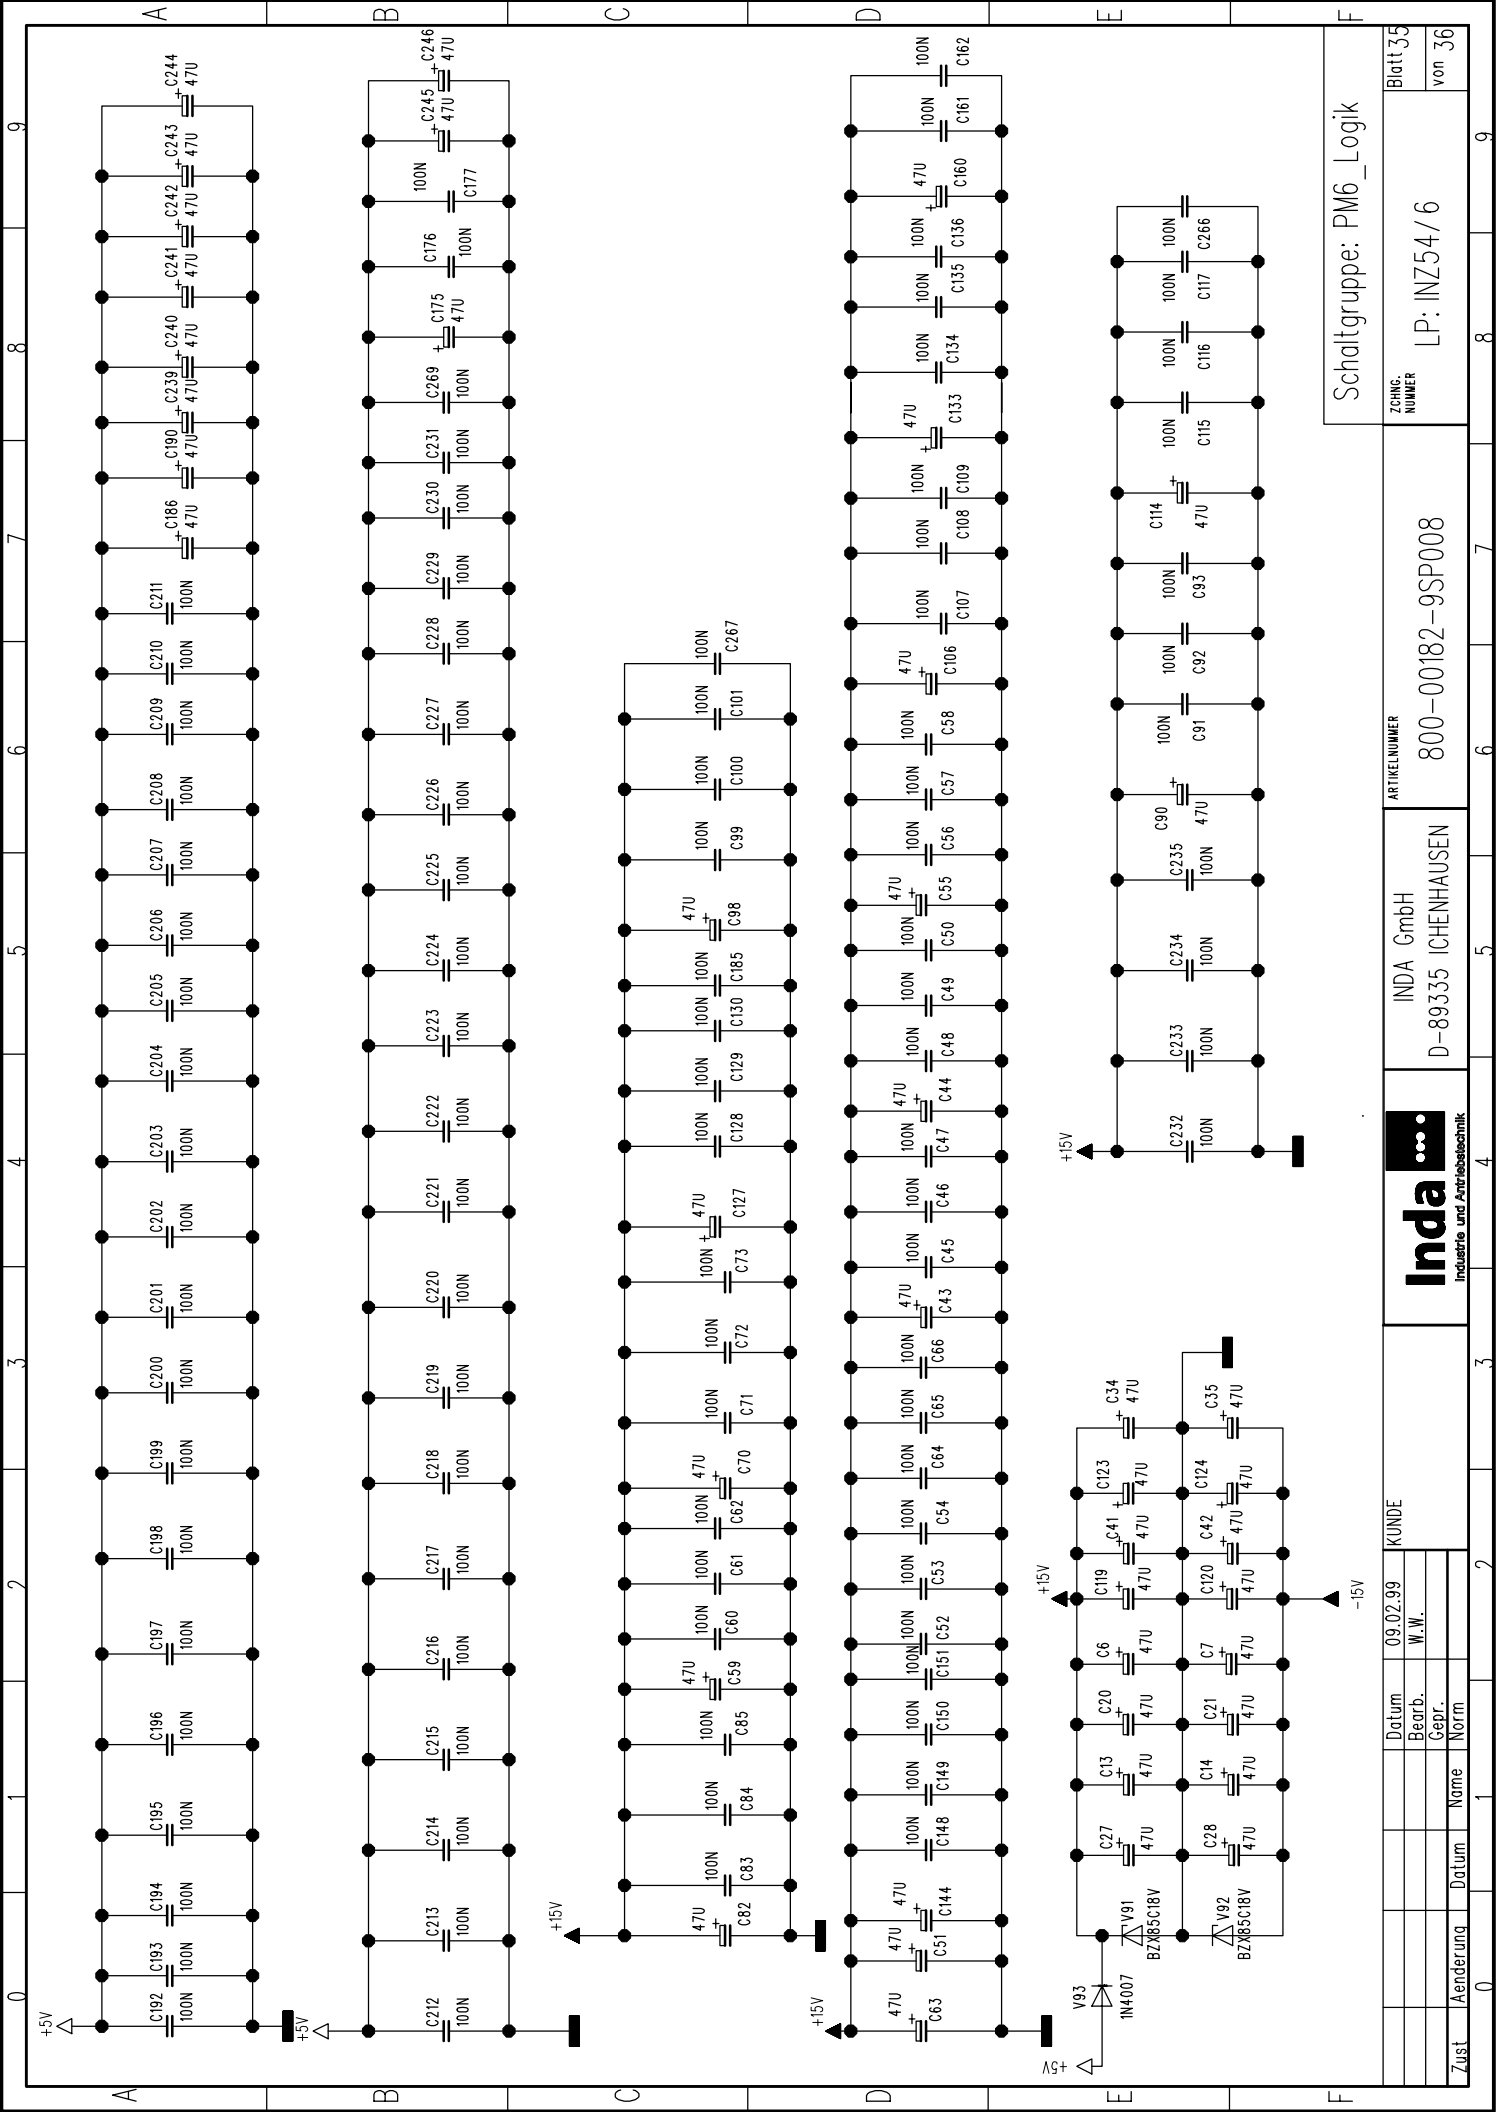 0 1 2 3 4 5 6 7 8 9
A
+5V
C192 100N
C193 100N
C194 100N
C195 100N
C196 100N
C197 100N
C198 100N
C199 100N
C200 100N
C201 100N
C202 100N
C203 100N
C204 100N
C205 100N
C206 100N
C207 100N
C208 100N
C209 100N
C210 100N
C211 100N
C186 + 47U
C190 + 47U
C239 + 47U
C240 + 47U
C241 + 47U
C242 + 47U
C243 + 47U
C244 + 47U
A
B
+5V
C212 100N
C213 100N
C214 100N
C215 100N
C216 100N
C217 100N
C218 100N
C219 100N
C220 100N
C221 100N
C222 100N
C223 100N
C224 100N
C225 100N
C226 100N
C227 100N
C228 100N
C229 100N
C230 100N
C231 100N
C269 100N
C175 + 47U
C176 100N
100N C177
C245 + 47U
C246 + 47U
B
C
+15V
47U + C82
100N C83
100N C84
100N C85
47U + C59
100N C60
100N C61
100N C62
47U + C70
100N C71
100N C72
100N C73
47U + C127
100N C128
100N C129
100N C130
100N C185
47U + C98
100N C99
100N C100
100N C101
100N C267
C
D
+15V
47U + C63
47U + C51
47U + C144
100N C148
100N C149
100N C150
100N C151
100N C52
100N C53
100N C54
100N C64
100N C65
100N C66
47U + C43
100N C45
100N C46
100N C47
47U + C44
100N C48
100N C49
100N C50
47U + C55
100N C56
100N C57
100N C58
47U + C106
100N C107
100N C108
100N C109
47U + C133
100N C134
100N C135
100N C136
47U + C160
100N C161
100N C162
D
E
+5V
V93
1N4007
V91
BZX85C18V
V92
BZX85C18V
+15V
C27 + 47U
C13 + 47U
C20 + 47U
C6 + 47U
C119 + 47U
C41 + 47U
C123 + 47U
C34 + 47U
C28 + 47U
C14 + 47U
C21 + 47U
C7 + 47U
C120 + 47U
C42 + 47U
C124 + 47U
C35 + 47U
-15V
+15V
C232 100N
C233 100N
C234 100N
C235 100N
C90 + 47U
100N C91
100N C92
100N C93
C114 + 47U
100N C115
100N C116
100N C117
100N C266
E
F
F
Schaltgruppe: PM6_Logik
Datum 09.02.99
Bearb. W.W.
Gepr.
Zust Aenderung Datum Name Norm
KUNDE
Inda
Industrie und Antriebstechnik
INDA GmbH
D-89335 ICHENHAUSEN
ARTIKELNUMMER
800-00182-9SP008
ZCHNG.
NUMMER
LP: INZ54/6
Blatt 35
von 36
0 1 2 3 4 5 6 7 8 9